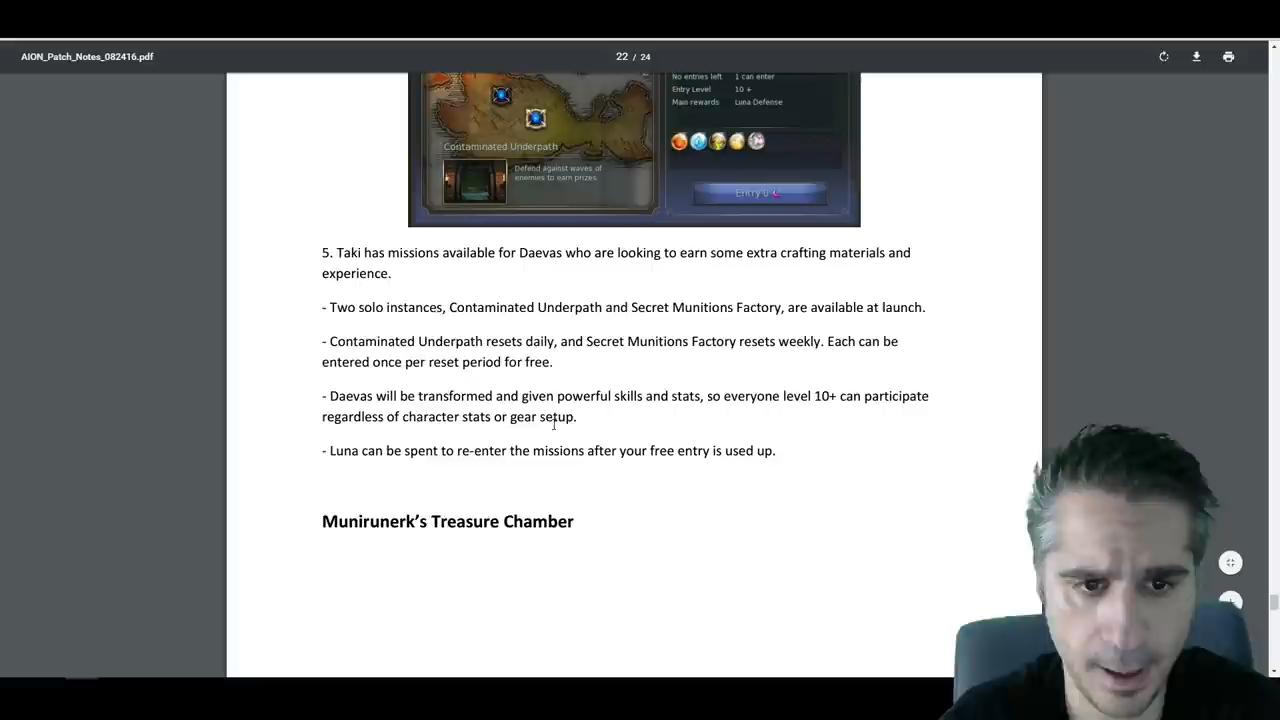 AION_Patch_Notes_082416.pdf
22 / 24
No entries left 1 can enter
Entry Level 10 +
Main rewards Luna Defense
Contaminated Underpath
Defend against waves of
enemies to earn prizes.
Entry 0
5. Taki has missions available for Daevas who are looking to earn some extra crafting materials and
experience.
- Two solo instances, Contaminated Underpath and Secret Munitions Factory, are available at launch.
- Contaminated Underpath resets daily, and Secret Munitions Factory resets weekly. Each can be
entered once per reset period for free.
- Daevas will be transformed and given powerful skills and stats, so everyone level 10+ can participate
regardless of character stats or gear setup.
- Luna can be spent to re-enter the missions after your free entry is used up.
Munirunerk’s Treasure Chamber